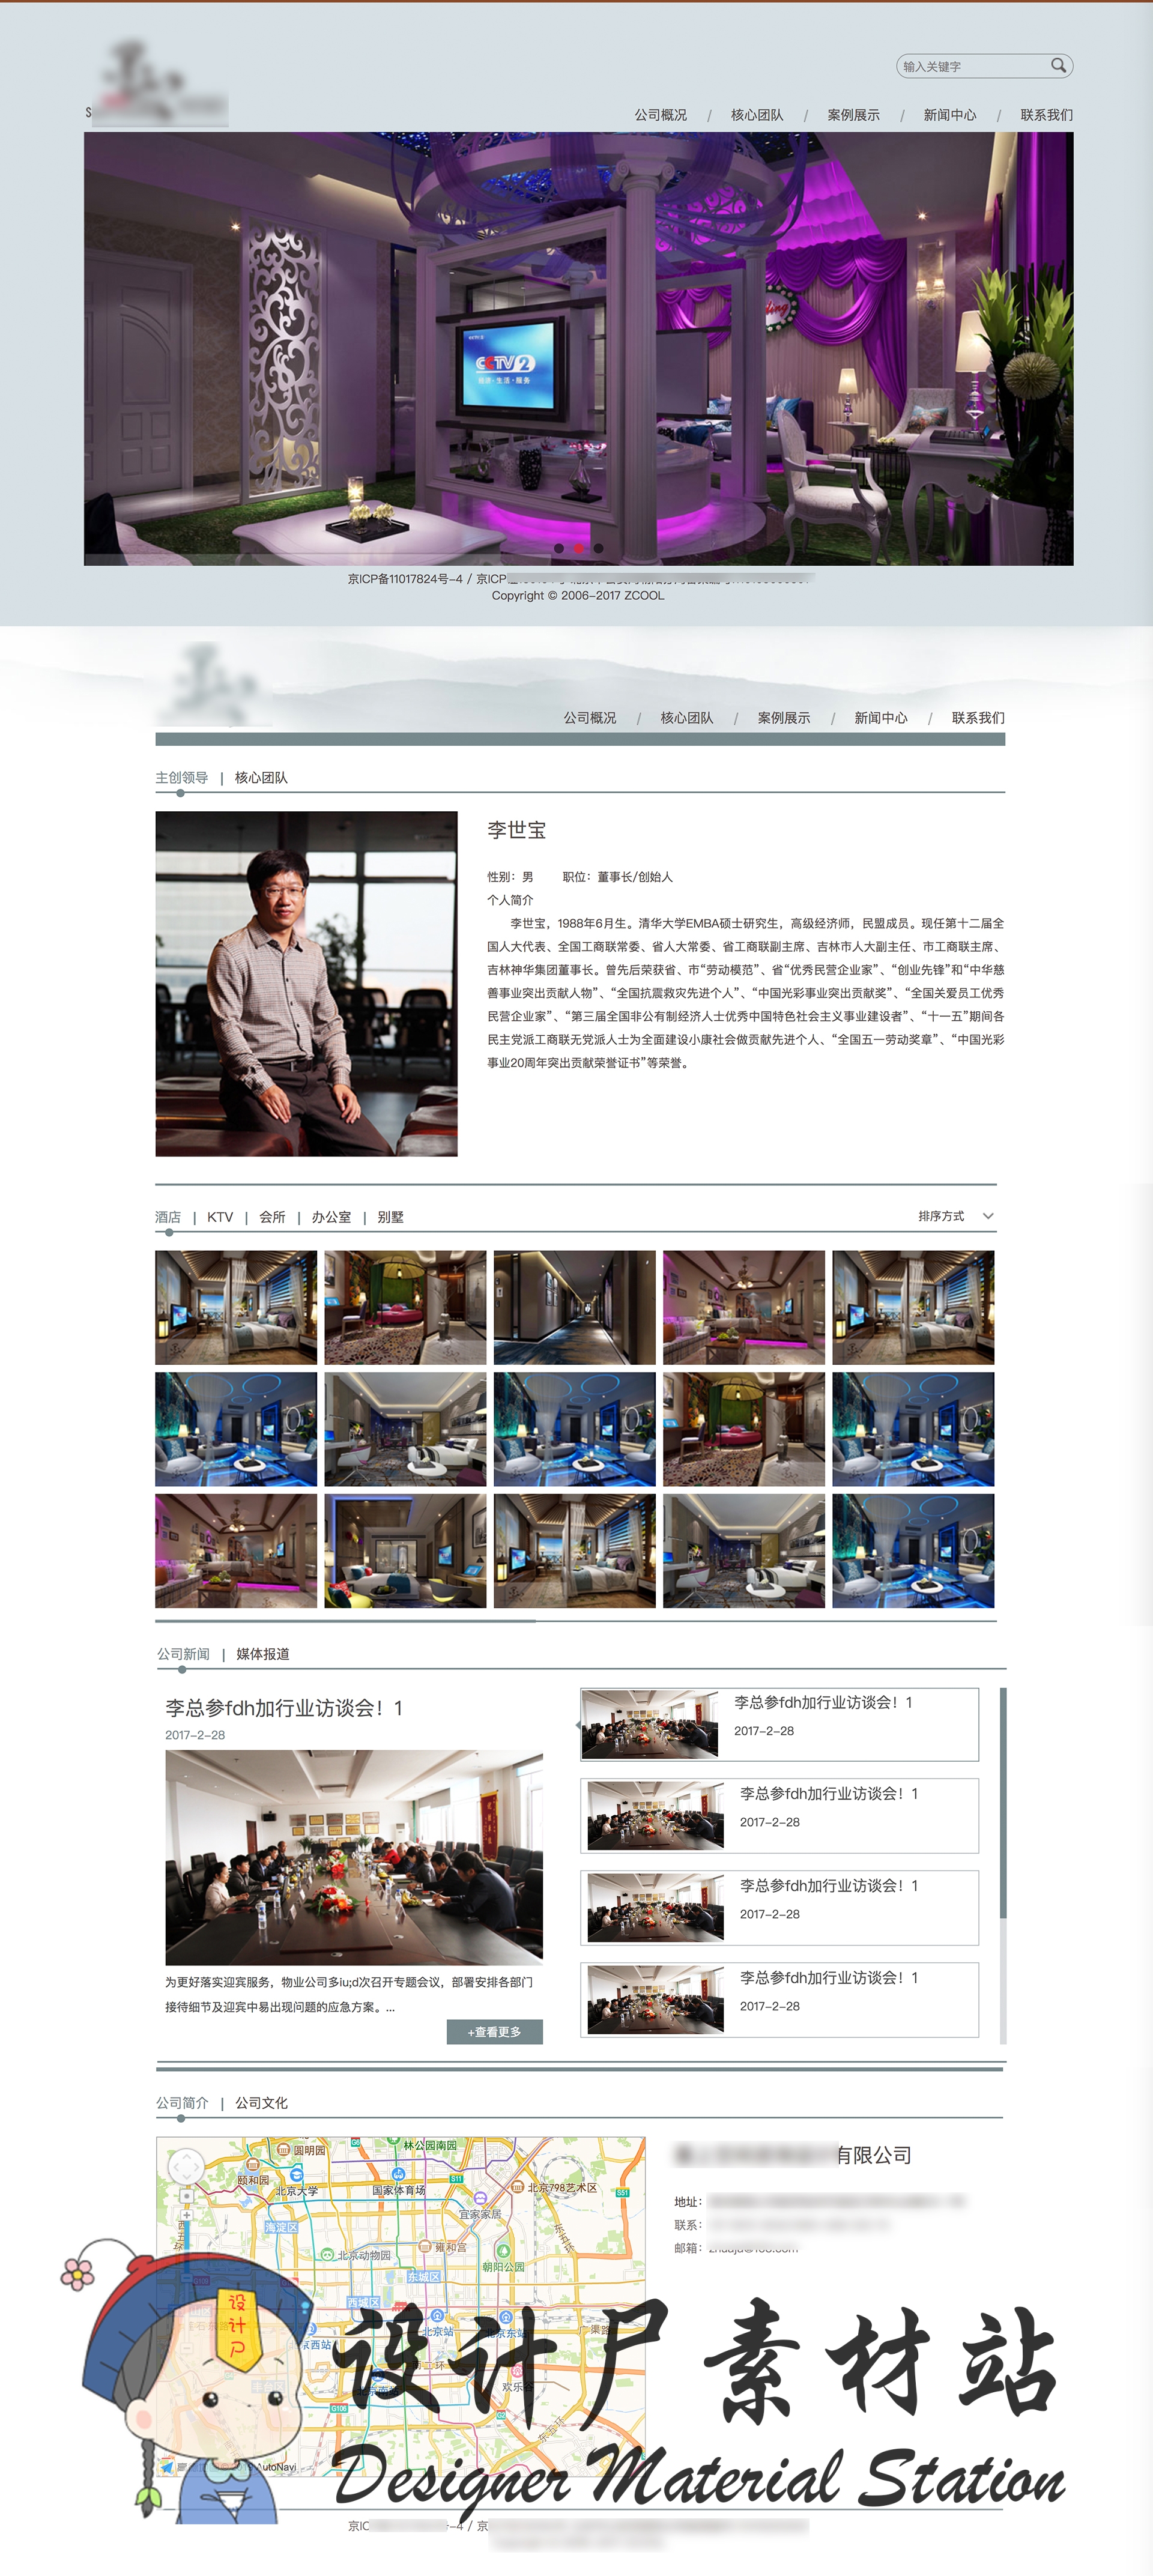 输入关键字
公司概况 / 核心团队 / 案例展示 / 新闻中心 / 联系我们
CCTV 2
经济·生活·服务
京ICP备11017824号-4 / 京ICP
Copyright © 2006-2017 ZCOOL
公司概况 / 核心团队 / 案例展示 / 新闻中心 / 联系我们
主创领导 | 核心团队
李世宝
性别：男 职位：董事长/创始人
个人简介
李世宝，1988年6月生。清华大学EMBA硕士研究生，高级经济师，民盟成员。现任第十二届全
国人大代表、全国工商联常委、省人大常委、省工商联副主席、吉林市人大副主任、市工商联主席、
吉林神华集团董事长。曾先后荣获省、市“劳动模范”、省“优秀民营企业家”、“创业先锋”和“中华慈
善事业突出贡献人物”、“全国抗震救灾先进个人”、“中国光彩事业突出贡献奖”、“全国关爱员工优秀
民营企业家”、“第三届全国非公有制经济人士优秀中国特色社会主义事业建设者”、“十一五”期间各
民主党派工商联无党派人士为全面建设小康社会做贡献先进个人、“全国五一劳动奖章”、“中国光彩
事业20周年突出贡献荣誉证书”等荣誉。
酒店 | KTV | 会所 | 办公室 | 别墅
排序方式
公司新闻 | 媒体报道
李总参fdh加行业访谈会！1
2017-2-28
为更好落实迎宾服务，物业公司多iu;d次召开专题会议，部署安排各部门
接待细节及迎宾中易出现问题的应急方案。...
+查看更多
李总参fdh加行业访谈会！1
2017-2-28
李总参fdh加行业访谈会！1
2017-2-28
李总参fdh加行业访谈会！1
2017-2-28
李总参fdh加行业访谈会！1
2017-2-28
公司简介 | 公司文化
圆明园
林公园南园
颐和园
北京大学
国家体育场
S11
北京798艺术区
S51
宜家家居
海淀区
东五环
北京动物园
雍和宫
朝阳公园
东城区
西城区
北京站
北京东站
京西站
欢乐谷
G106
东五环
AutoNavi
有限公司
地址：
联系：
邮箱：
设计尸
设计尸 素材站
Designer Material Station
京IC
-4 / 京